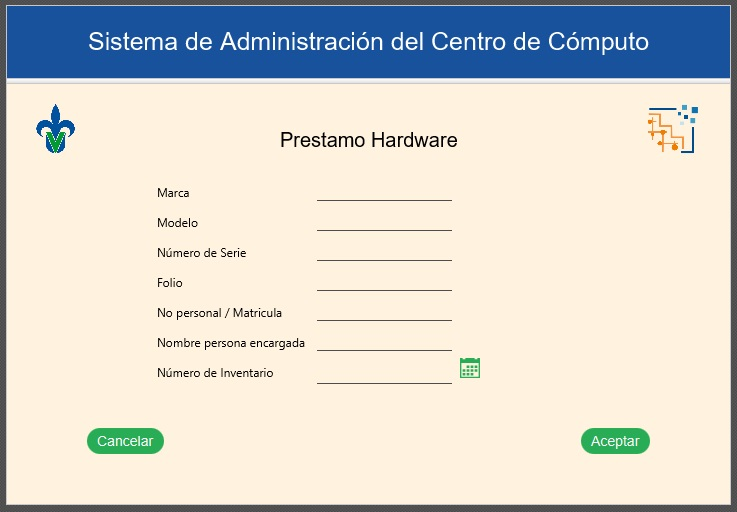 Sistema de Administración del Centro de Cómputo
Prestamo Hardware
Marca
Modelo
Número de Serie
Folio
No personal / Matricula
Nombre persona encargada
Número de Inventario
Cancelar
Aceptar